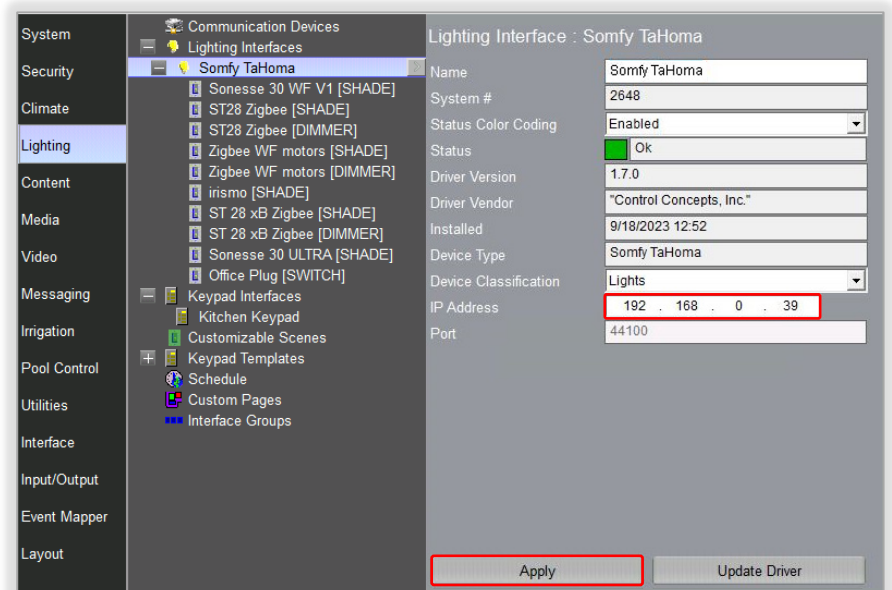 System
Security
Climate
Lighting
Content
Media
Video
Messaging
Irrigation
Pool Control
Utilities
Interface
Input/Output
Event Mapper
Layout
Communication Devices
Lighting Interfaces
Somfy TaHoma
Sonesse 30 WF V1 [SHADE]
ST28 Zigbee [SHADE]
ST28 Zigbee [DIMMER]
Zigbee WF motors [SHADE]
Zigbee WF motors [DIMMER]
irismo [SHADE]
ST 28 xB Zigbee [SHADE]
ST 28 xB Zigbee [DIMMER]
Sonesse 30 ULTRA [SHADE]
Office Plug [SWITCH]
Keypad Interfaces
Kitchen Keypad
Customizable Scenes
Keypad Templates
Schedule
Custom Pages
Interface Groups
Lighting Interface : Somfy TaHoma
Name Somfy TaHoma
System # 2648
Status Color Coding Enabled
Status Ok
Driver Version 1.7.0
Driver Vendor "Control Concepts, Inc."
Installed 9/18/2023 12:52
Device Type Somfy TaHoma
Device Classification Lights
IP Address 192 . 168 . 0 . 39
Port 44100
Apply Update Driver